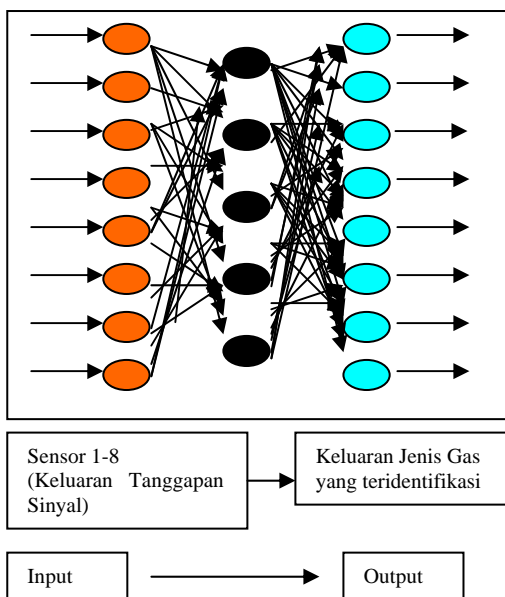 Sensor 1-8
(Keluaran Tanggapan
Sinyal)
Keluaran Jenis Gas
yang teridentifikasi
Input
Output